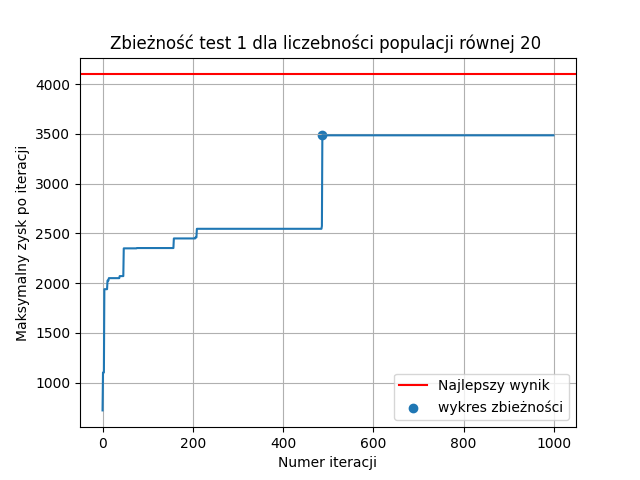 Zbieżność test 1 dla liczebności populacji równej 20
Maksymalny zysk po iteracji
4000
3500
3000
2500
2000
1500
1000
0 200 400 600 800 1000
Numer iteracji
Najlepszy wynik
wykres zbieżności